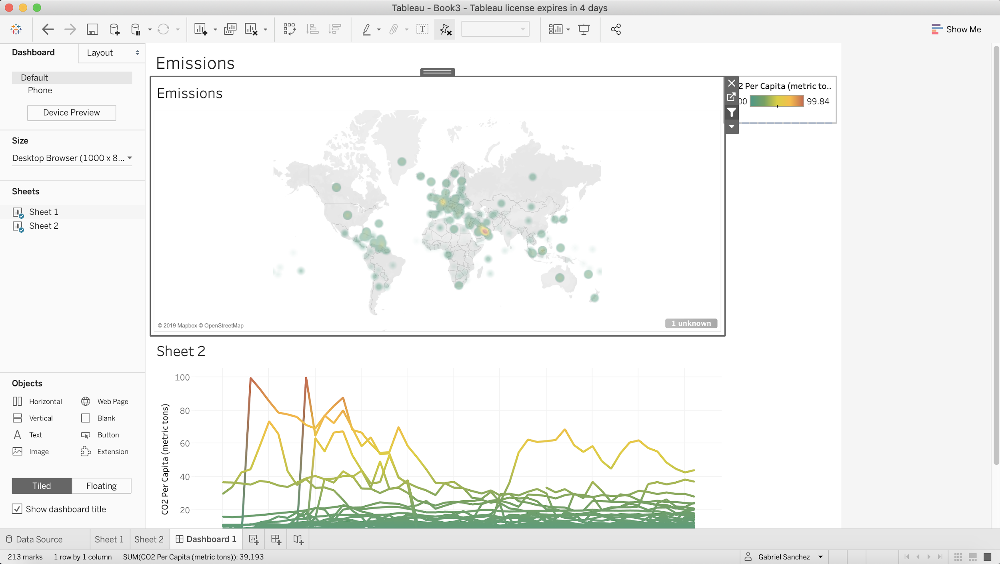 Tableau - Book3 - Tableau license expires in 4 days
Show Me
Dashboard
Layout
Default
Phone
Device Preview
Size
Desktop Browser (1000 x 8...
Sheets
Sheet 1
Sheet 2
Objects
Horizontal
Web Page
Vertical
Blank
Text
Button
Image
Extension
Tiled
Floating
Show dashboard title
Emissions
Emissions
2 Per Capita (metric to..
00
99.84
© 2019 Mapbox © OpenStreetMap
1 unknown
Sheet 2
CO2 Per Capita (metric tons)
100
80
60
40
20
Data Source
Sheet 1
Sheet 2
Dashboard 1
213 marks
1 row by 1 column
SUM(CO2 Per Capita (metric tons)): 39,193
Gabriel Sanchez